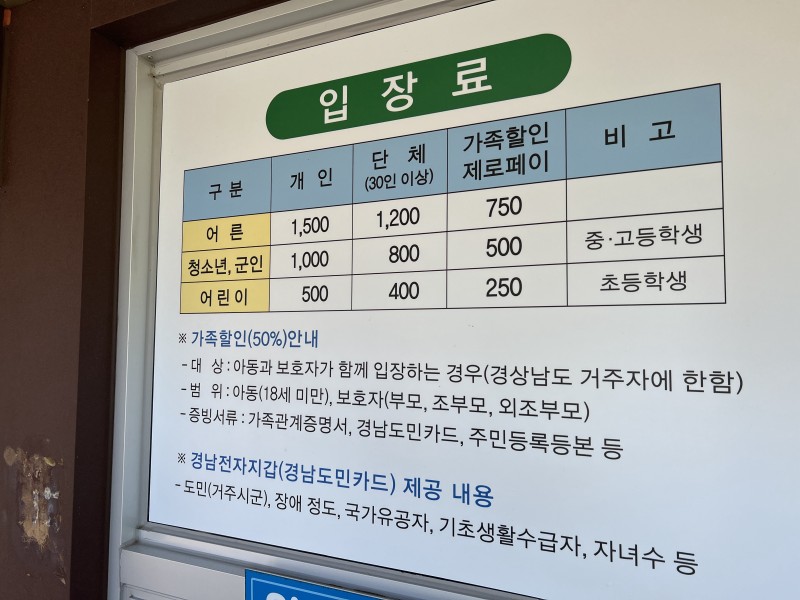 입 장 료
구 분 개 인 단 체 (30인 이상) 가족할인 제로페이 비 고
어 른 1,500 1,200 750
청소년, 군인 1,000 800 500 중·고등학생
어 린 이 500 400 250 초등학생
※ 가족할인(50%)안내
- 대 상 : 아동과 보호자가 함께 입장하는 경우(경상남도 거주자에 한함)
- 범 위 : 아동(18세 미만), 보호자(부모, 조부모, 외조부모)
- 증빙서류 : 가족관계증명서, 경남도민카드, 주민등록등본 등
※ 경남전자지갑(경남도민카드) 제공 내용
- 도민(거주시군), 장애 정도, 국가유공자, 기초생활수급자, 자녀수 등